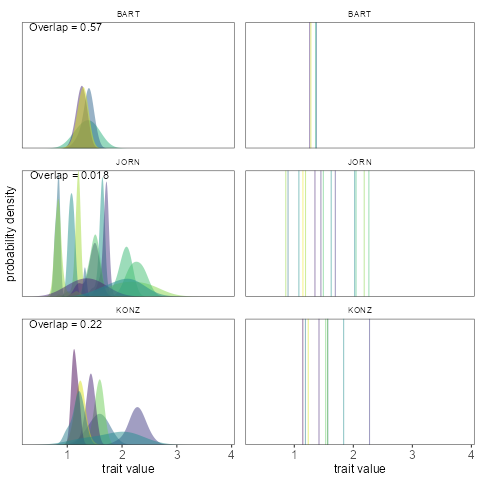 BART
BART
Overlap = 0.57
JORN
JORN
Overlap = 0.018
KONZ
KONZ
Overlap = 0.22
probability density
1 2 3 4
1 2 3 4
trait value
trait value